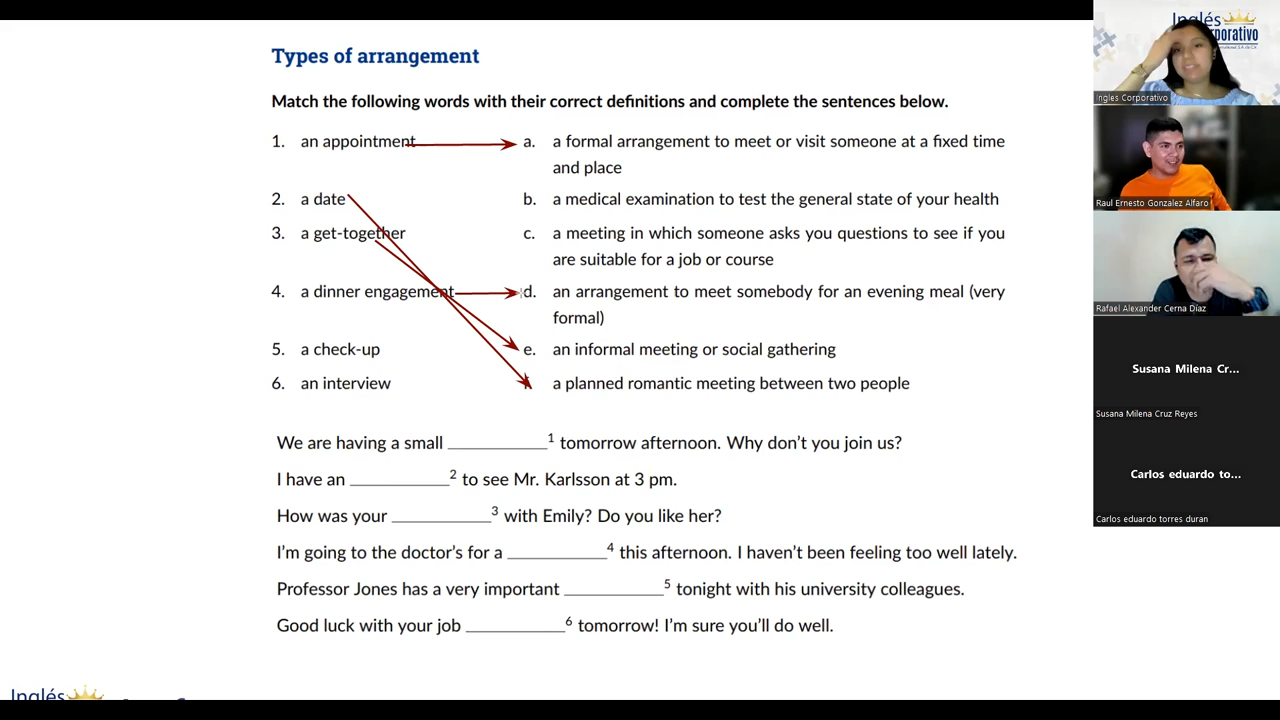 Types of arrangement
Match the following words with their correct definitions and complete the sentences below.
1. an appointment
a. a formal arrangement to meet or visit someone at a fixed time
and place
2. a date
b. a medical examination to test the general state of your health
3. a get-together
c. a meeting in which someone asks you questions to see if you
are suitable for a job or course
4. a dinner engagement
d. an arrangement to meet somebody for an evening meal (very
formal)
5. a check-up
e. an informal meeting or social gathering
6. an interview
a planned romantic meeting between two people
We are having a small __________1 tomorrow afternoon. Why don't you join us?
I have an __________2 to see Mr. Karlsson at 3 pm.
How was your __________3 with Emily? Do you like her?
I'm going to the doctor's for a __________4 this afternoon. I haven't been feeling too well lately.
Professor Jones has a very important __________5 tonight with his university colleagues.
Good luck with your job __________6 tomorrow! I'm sure you'll do well.
Inglés
Inglés
orporativo
Ingles Corporativo
Raul Ernesto Gonzalez Alfaro
Rafael Alexander Cerna Díaz
Susana Milena Cr...
Susana Milena Cruz Reyes
Carlos eduardo to...
Carlos eduardo torres duran